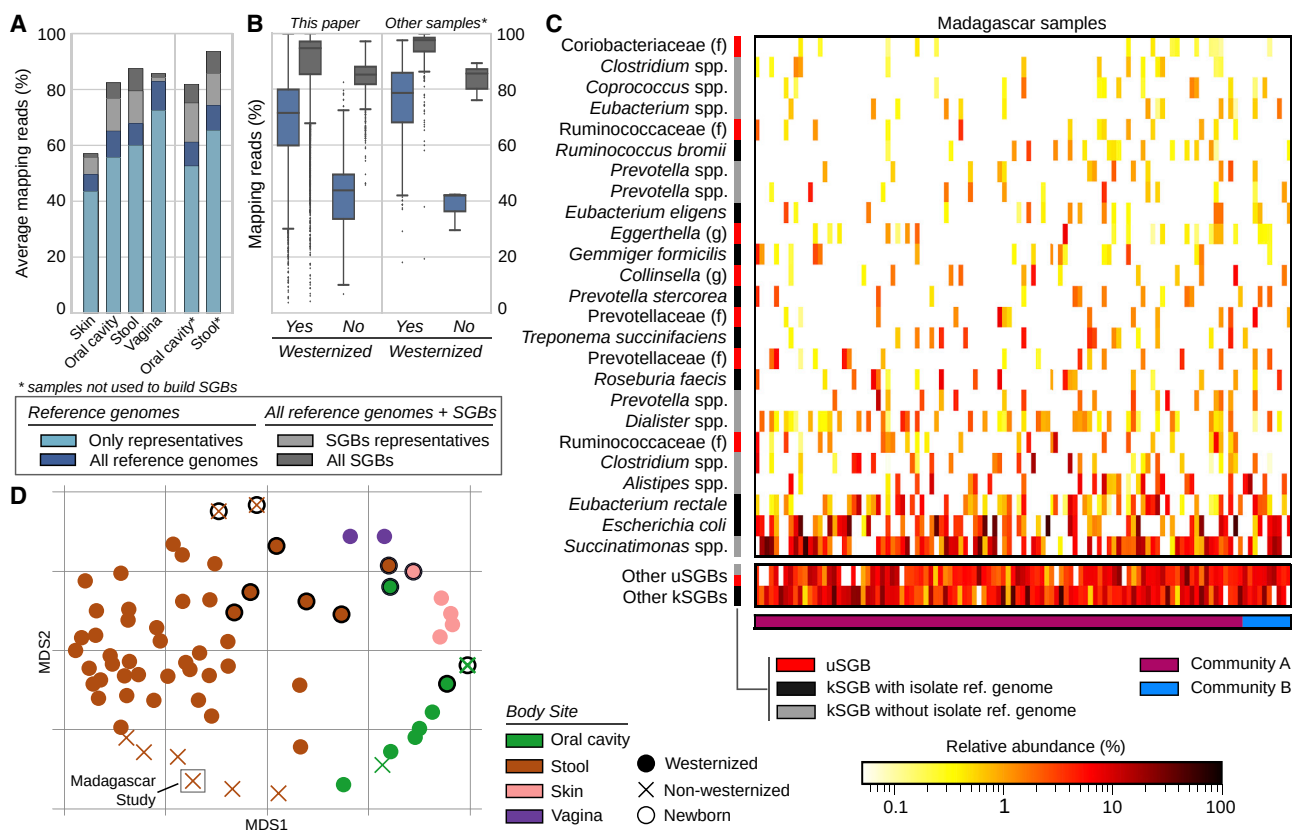 A
Average mapping reads (%)
100
80
60
40
20
0
Skin
Oral cavity
Stool
Vagina
Oral cavity*
Stool*
* samples not used to build SGBs
B
This paper
Other samples*
Mapping reads (%)
100
80
60
40
20
0
Yes
No
Yes
No
Westernized
Westernized
Reference genomes
All reference genomes + SGBs
Only representatives
SGBs representatives
All reference genomes
All SGBs
C
Madagascar samples
Coriobacteriaceae (f)
Clostridium spp.
Coprococcus spp.
Eubacterium spp.
Ruminococcaceae (f)
Ruminococcus bromii
Prevotella spp.
Prevotella spp.
Eubacterium eligens
Eggerthella (g)
Gemmiger formicilis
Collinsella (g)
Prevotella stercorea
Prevotellaceae (f)
Treponema succinifaciens
Prevotellaceae (f)
Roseburia faecis
Prevotella spp.
Dialister spp.
Ruminococcaceae (f)
Clostridium spp.
Alistipes spp.
Eubacterium rectale
Escherichia coli
Succinatimonas spp.
Other uSGBs
Other kSGBs
uSGB
kSGB with isolate ref. genome
kSGB without isolate ref. genome
Community A
Community B
Relative abundance (%)
0.1
1
10
100
D
MDS2
MDS1
Madagascar
Study
Body Site
Oral cavity
Stool
Skin
Vagina
Westernized
Non-westernized
Newborn